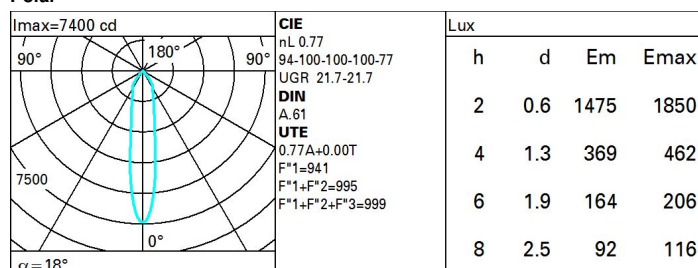 Imax=7400 cd
90° 180° 90°
7500
0°
α=18°
CIE
nL 0.77
94-100-100-100-77
UGR 21.7-21.7
DIN
A.61
UTE
0.77A+0.00T
F"1=941
F"1+F"2=995
F"1+F"2+F"3=999
Lux
h d Em Emax
2 0.6 1475 1850
4 1.3 369 462
6 1.9 164 206
8 2.5 92 116